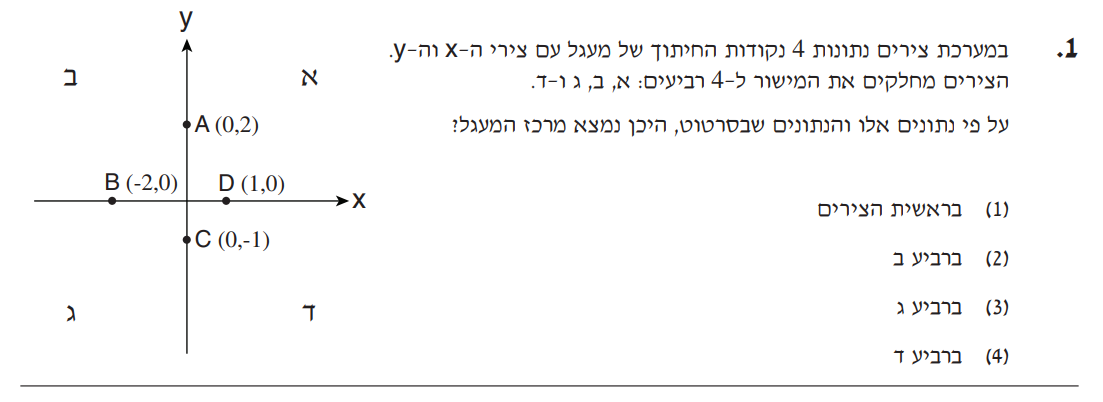 1. במערכת צירים נתונות 4 נקודות החיתוך של מעגל עם צירי ה-x וה-y.
הצירים מחלקים את המישור ל-4 רביעים: א, ב, ג ו-ד.
על פי נתונים אלו והנתונים שבסרטוט, היכן נמצא מרכז המעגל?
(1) בראשית הצירים
(2) ברביע ב
(3) ברביע ג
(4) ברביע ד
y
ב
א
A (0,2)
B (-2,0)
D (1,0)
x
C (0,-1)
ג
ד